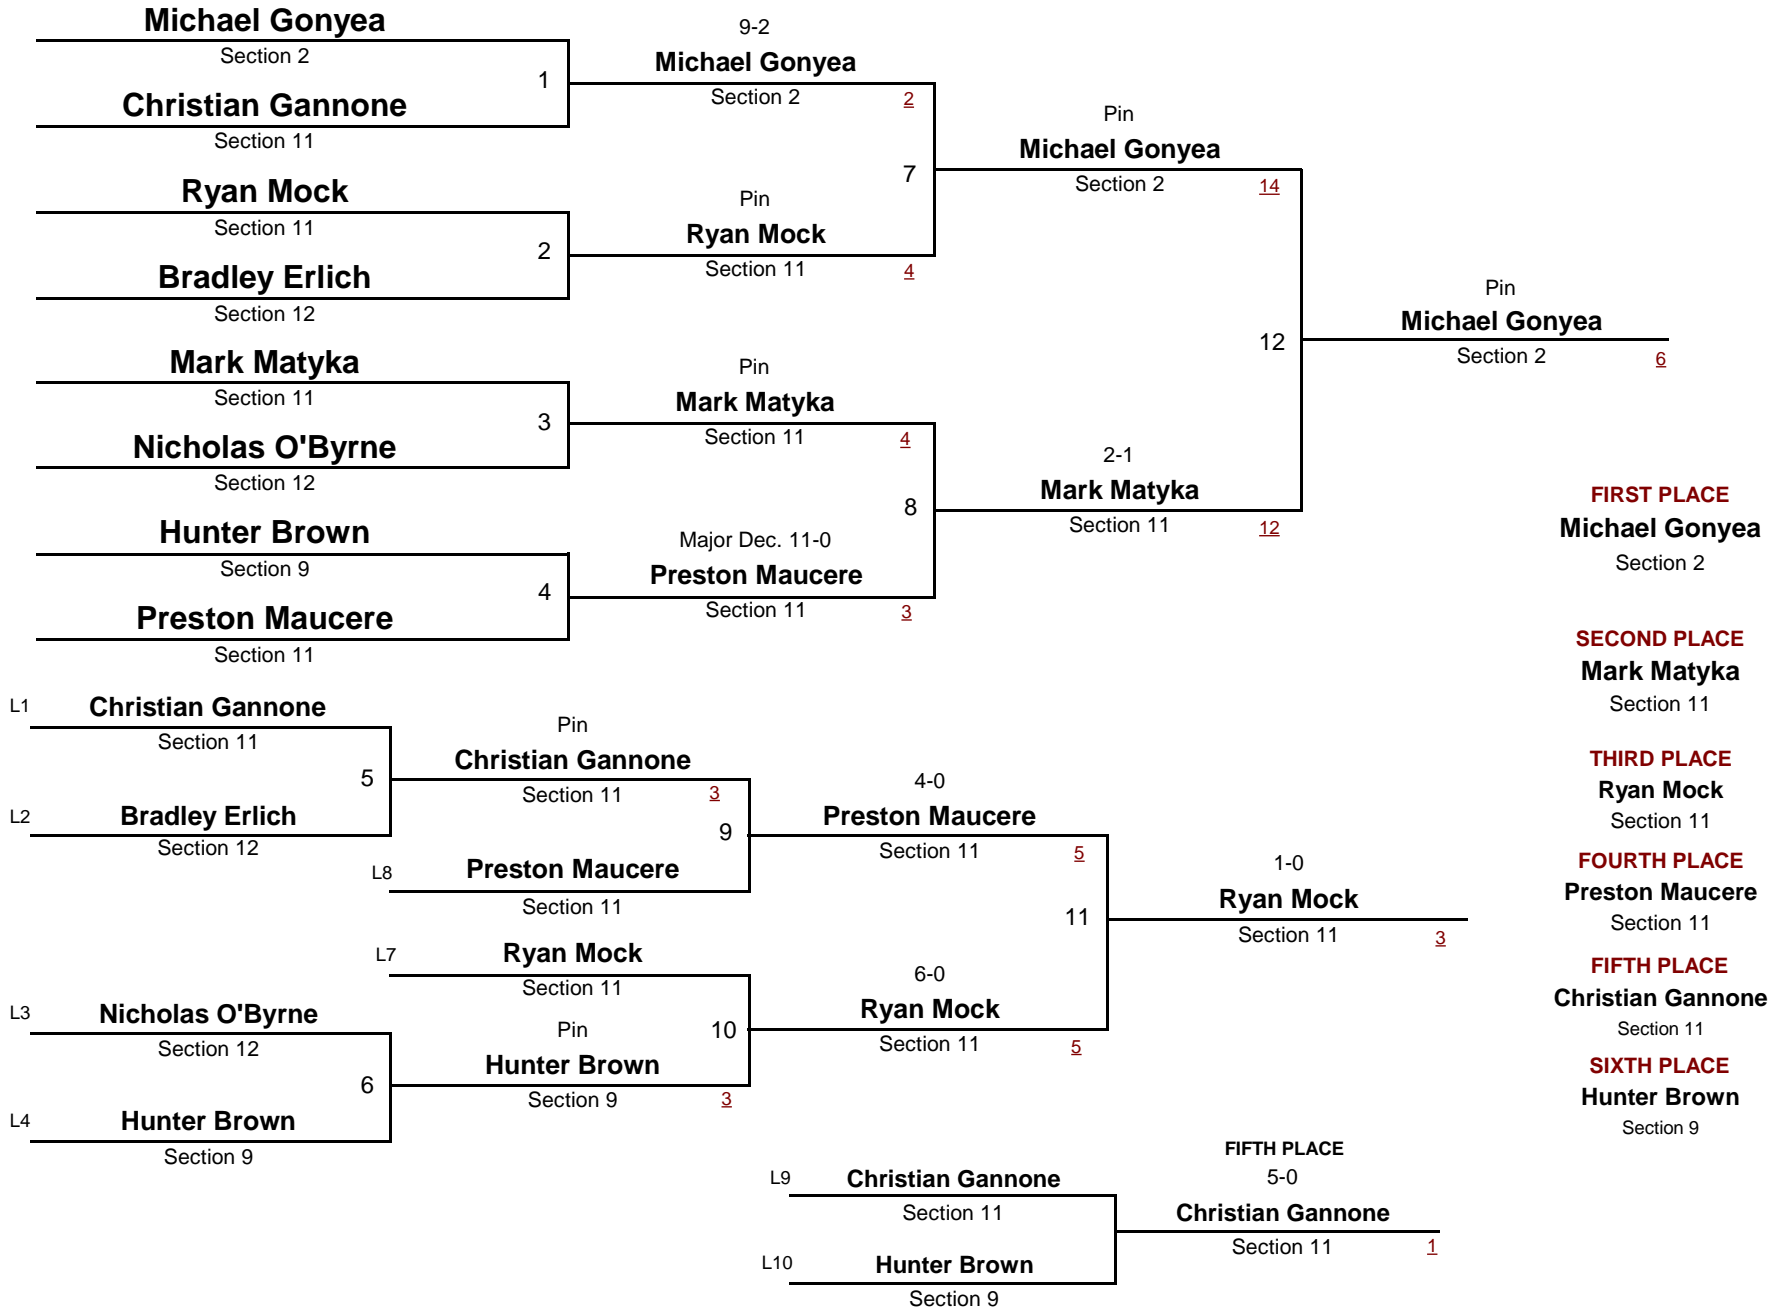 Michael Gonyea
Section 2
1
Christian Gannone
Section 11
Ryan Mock
Section 11
2
Bradley Erlich
Section 12
Mark Matyka
Section 11
3
Nicholas O'Byrne
Section 12
Hunter Brown
Section 9
4
Preston Maucere
Section 11
9-2
Michael Gonyea
Section 2
2
7
Pin
Ryan Mock
Section 11
4
Pin
Mark Matyka
Section 11
4
8
Major Dec. 11-0
Preston Maucere
Section 11
3
Pin
Michael Gonyea
Section 2
14
12
2-1
Mark Matyka
Section 11
12
Pin
Michael Gonyea
Section 2
6
L1
Christian Gannone
Section 11
5
L2
Bradley Erlich
Section 12
L3
Nicholas O'Byrne
Section 12
6
L4
Hunter Brown
Section 9
Pin
Christian Gannone
Section 11
3
9
L8
Preston Maucere
Section 11
L7
Ryan Mock
Section 11
10
Pin
Hunter Brown
Section 9
3
4-0
Preston Maucere
Section 11
5
11
6-0
Ryan Mock
Section 11
5
1-0
Ryan Mock
Section 11
3
L9
Christian Gannone
Section 11
L10
Hunter Brown
Section 9
FIFTH PLACE
5-0
Christian Gannone
Section 11
1
FIRST PLACE
Michael Gonyea
Section 2
SECOND PLACE
Mark Matyka
Section 11
THIRD PLACE
Ryan Mock
Section 11
FOURTH PLACE
Preston Maucere
Section 11
FIFTH PLACE
Christian Gannone
Section 11
SIXTH PLACE
Hunter Brown
Section 9